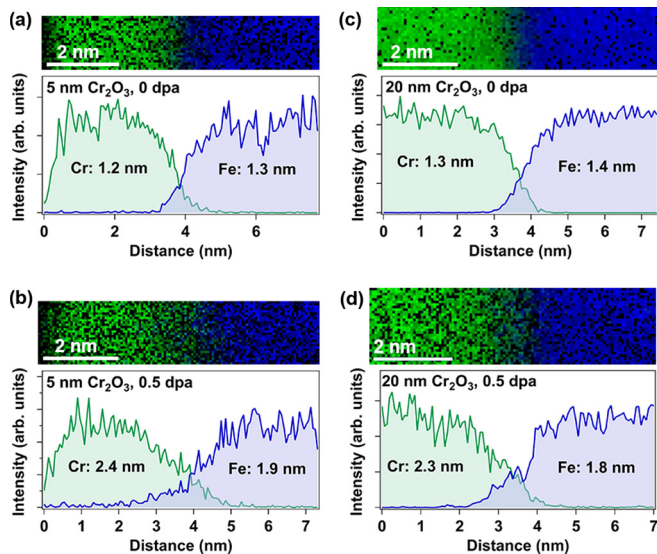 (a)
2 nm
5 nm Cr₂O₃, 0 dpa
Cr: 1.2 nm
Fe: 1.3 nm
Intensity (arb. units)
0 2 4 6
Distance (nm)
(c)
2 nm
20 nm Cr₂O₃, 0 dpa
Cr: 1.3 nm
Fe: 1.4 nm
Intensity (arb. units)
0 1 2 3 4 5 6 7
Distance (nm)
(b)
2 nm
5 nm Cr₂O₃, 0.5 dpa
Cr: 2.4 nm
Fe: 1.9 nm
Intensity (arb. units)
0 1 2 3 4 5 6 7
Distance (nm)
(d)
2 nm
20 nm Cr₂O₃, 0.5 dpa
Cr: 2.3 nm
Fe: 1.8 nm
Intensity (arb. units)
0 1 2 3 4 5 6 7
Distance (nm)